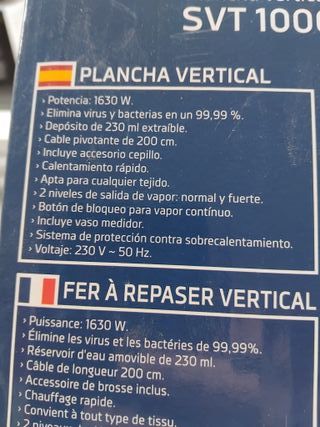 SVT 1000
PLANCHA VERTICAL
› Potencia: 1630 W.
› Elimina virus y bacterias en un 99,99 %.
› Depósito de 230 ml extraíble.
› Cable pivotante de 200 cm.
› Incluye accesorio cepillo.
› Calentamiento rápido.
› Apta para cualquier tejido.
› 2 niveles de salida de vapor: normal y fuerte.
› Botón de bloqueo para vapor contínuo.
› Incluye vaso medidor.
› Sistema de protección contra sobrecalentamiento.
› Voltaje: 230 V ~ 50 Hz.
FER À REPASER VERTICAL
› Puissance: 1630 W.
› Élimine les virus et les bactéries de 99,99%.
› Réservoir d'eau amovible de 230 ml.
› Câble de longueur 200 cm.
› Accessoire de brosse inclus.
› Chauffage rapide.
› Convient à tout type de tissu.